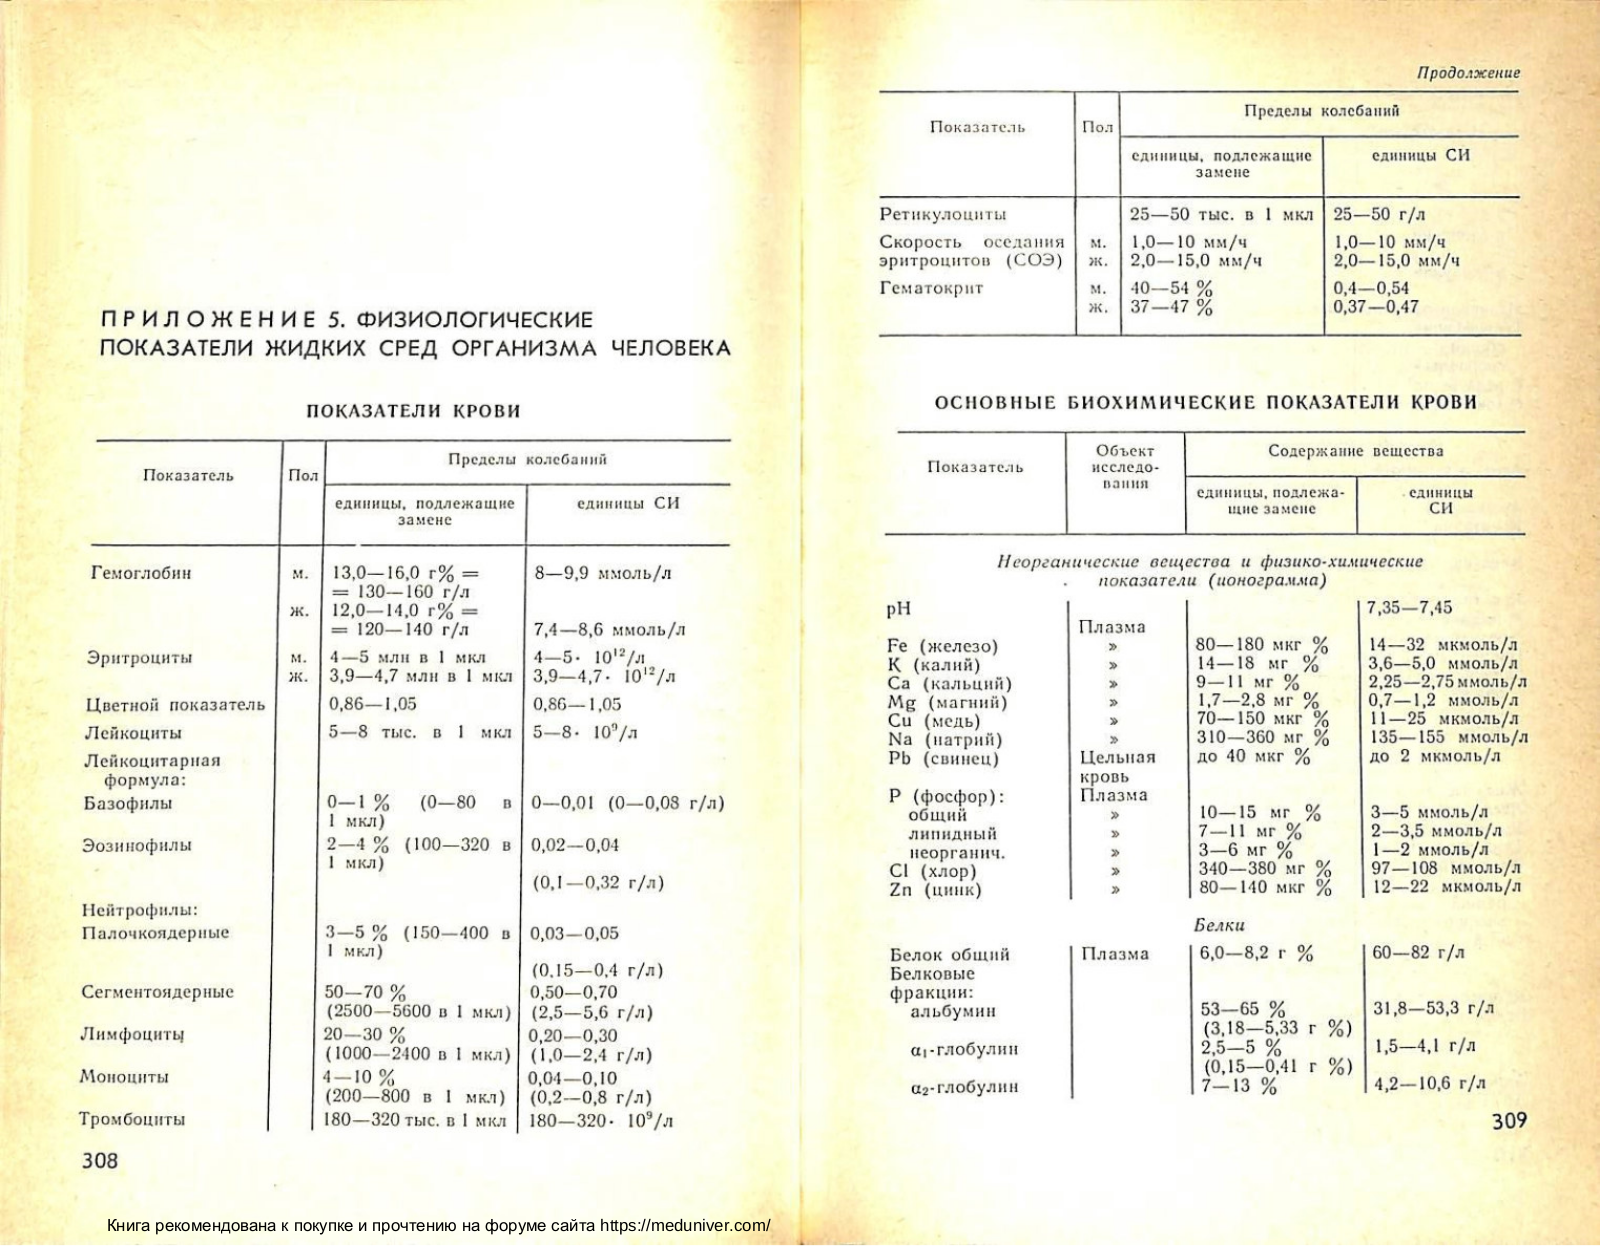 ПРИЛОЖЕНИЕ 5. ФИЗИОЛОГИЧЕСКИЕ
ПОКАЗАТЕЛИ ЖИДКИХ СРЕД ОРГАНИЗМА ЧЕЛОВЕКА
ПОКАЗАТЕЛИ КРОВИ
Показатель Пол Пределы колебаний
единицы, подлежащие единицы СИ
замене
Гемоглобин м. 13,0—16,0 г% = 8—9,9 ммоль/л
= 130—160 г/л
ж. 12,0—14,0 г% =
= 120—140 г/л 7,4—8,6 ммоль/л
Эритроциты м. 4—5 млн в 1 мкл 4—5· 10¹²/л
ж. 3,9—4,7 млн в 1 мкл 3,9—4,7· 10¹²/л
Цветной показатель 0,86—1,05 0,86—1,05
Лейкоциты 5—8 тыс. в 1 мкл 5—8· 10⁹/л
Лейкоцитарная
формула:
Базофилы 0—1 % (0—80 в 0—0,01 (0—0,08 г/л)
1 мкл)
Эозинофилы 2—4 % (100—320 в 0,02—0,04
1 мкл)
(0,1—0,32 г/л)
Нейтрофилы:
Палочкоядерные 3—5 % (150—400 в 0,03—0,05
1 мкл)
(0,15—0,4 г/л)
Сегментоядерные 50—70 % 0,50—0,70
(2500—5600 в 1 мкл) (2,5—5,6 г/л)
Лимфоциты 20—30 % 0,20—0,30
(1000—2400 в 1 мкл) (1,0—2,4 г/л)
Моноциты 4—10 % 0,04—0,10
(200—800 в 1 мкл) (0,2—0,8 г/л)
Тромбоциты 180—320 тыс. в 1 мкл 180—320· 10⁹/л
308
Продолжение
Показатель Пол Пределы колебаний
единицы, подлежащие единицы СИ
замене
Ретикулоциты 25—50 тыс. в 1 мкл 25—50 г/л
Скорость оседания м. 1,0—10 мм/ч 1,0—10 мм/ч
эритроцитов (СОЭ) ж. 2,0—15,0 мм/ч 2,0—15,0 мм/ч
Гематокрит м. 40—54 % 0,4—0,54
ж. 37—47 % 0,37—0,47
ОСНОВНЫЕ БИОХИМИЧЕСКИЕ ПОКАЗАТЕЛИ КРОВИ
Показатель Объект Содержание вещества
исследо-
вания
единицы, подлежа- единицы
щие замене СИ
Неорганические вещества и физико-химические
показатели (ионограмма)
pH 7,35—7,45
Плазма
Fe (железо) » 80—180 мкг % 14—32 мкмоль/л
K (калий) » 14—18 мг % 3,6—5,0 ммоль/л
Ca (кальций) » 9—11 мг % 2,25—2,75 ммоль/л
Mg (магний) » 1,7—2,8 мг % 0,7—1,2 ммоль/л
Cu (медь) » 70—150 мкг % 11—25 мкмоль/л
Na (натрий) » 310—360 мг % 135—155 ммоль/л
Pb (свинец) Цельная до 40 мкг % до 2 мкмоль/л
кровь
P (фосфор): Плазма
общий » 10—15 мг % 3—5 ммоль/л
липидный » 7—11 мг % 2—3,5 ммоль/л
неорганич. » 3—6 мг % 1—2 ммоль/л
Cl (хлор) » 340—380 мг % 97—108 ммоль/л
Zn (цинк) » 80—140 мкг % 12—22 мкмоль/л
Белки
Белок общий Плазма 6,0—8,2 г % 60—82 г/л
Белковые
фракции:
альбумин 53—65 % 31,8—53,3 г/л
(3,18—5,33 г %)
α₁-глобулин 2,5—5 % 1,5—4,1 г/л
(0,15—0,41 г %)
α₂-глобулин 7—13 % 4,2—10,6 г/л
309
Книга рекомендована к покупке и прочтению на форуме сайта https://meduniver.com/